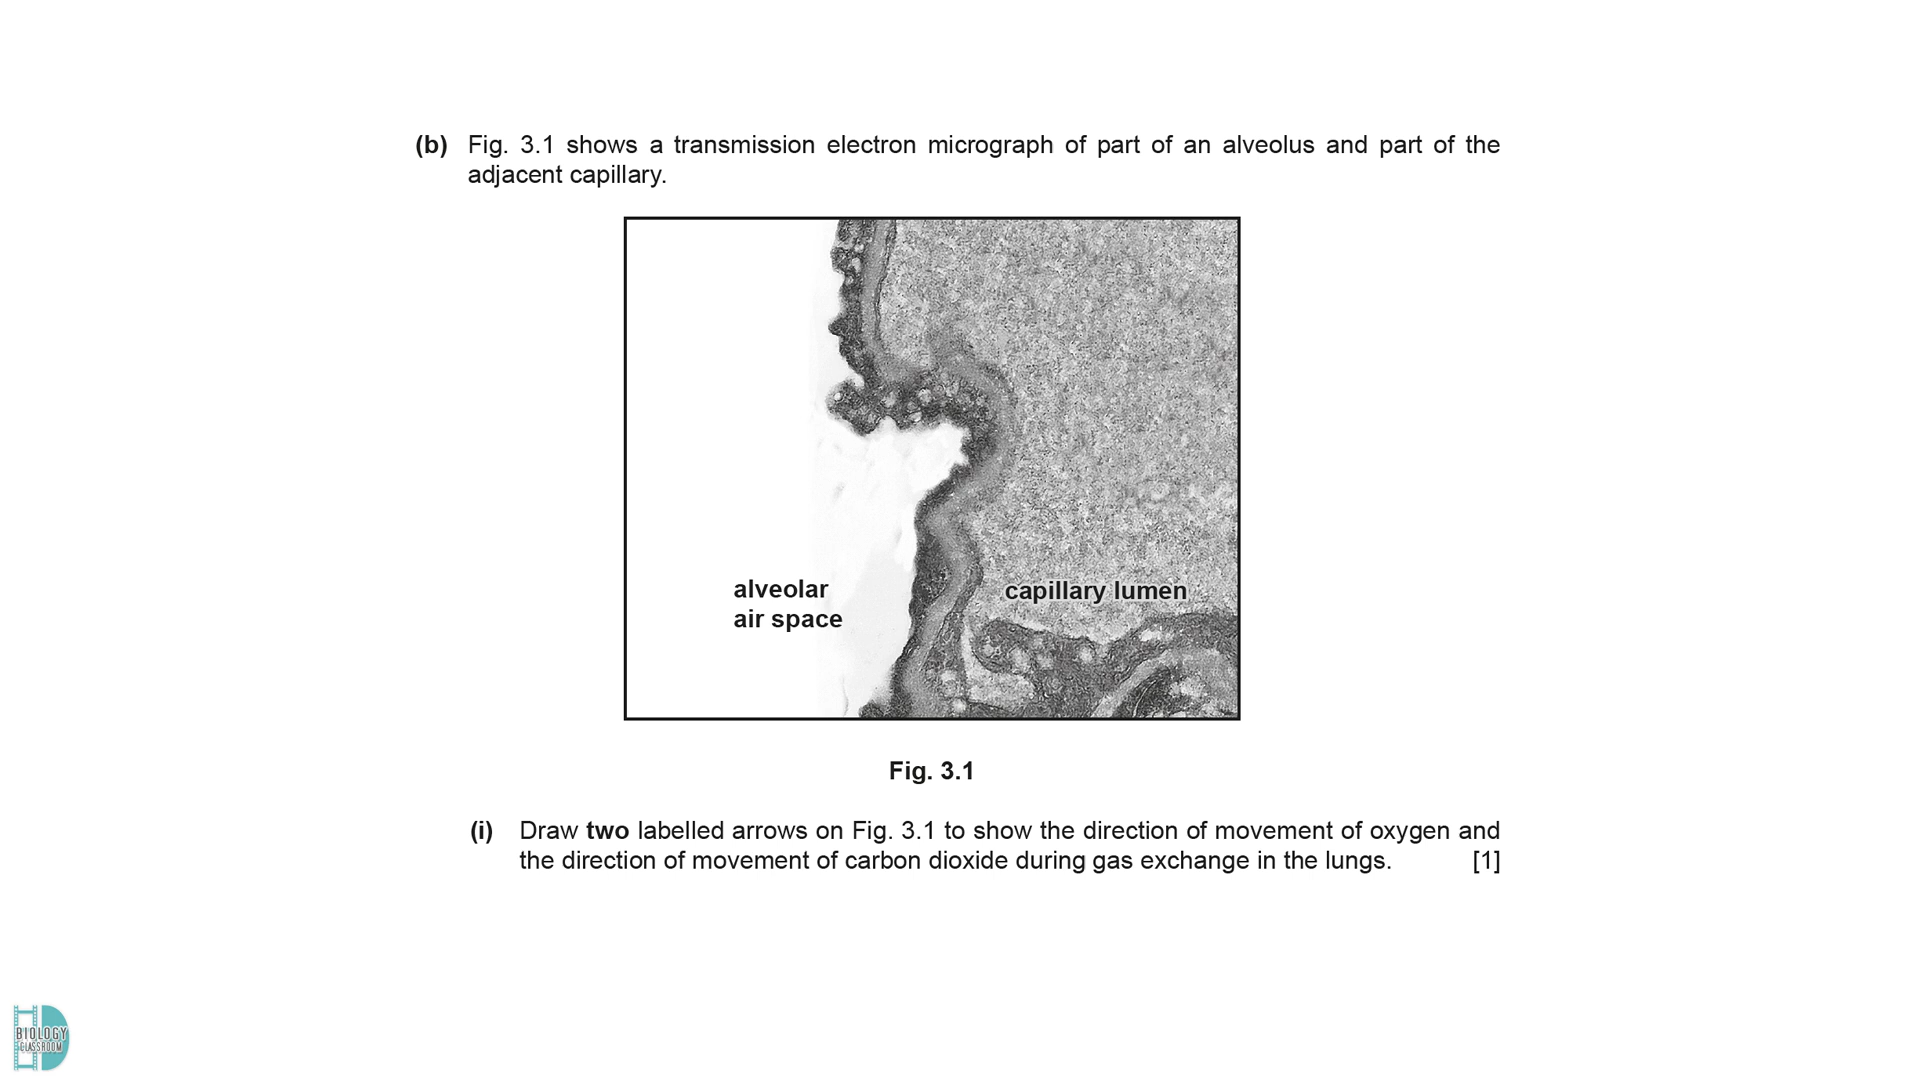 (b) Fig. 3.1 shows a transmission electron micrograph of part of an alveolus and part of the
adjacent capillary.
alveolar
air space
capillary lumen
Fig. 3.1
(i) Draw two labelled arrows on Fig. 3.1 to show the direction of movement of oxygen and
the direction of movement of carbon dioxide during gas exchange in the lungs. [1]
BIOLOGY
CLASSROOM